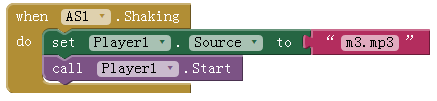 when AS1 .Shaking
do set Player1 . Source to " m3.mp3 "
call Player1 .Start